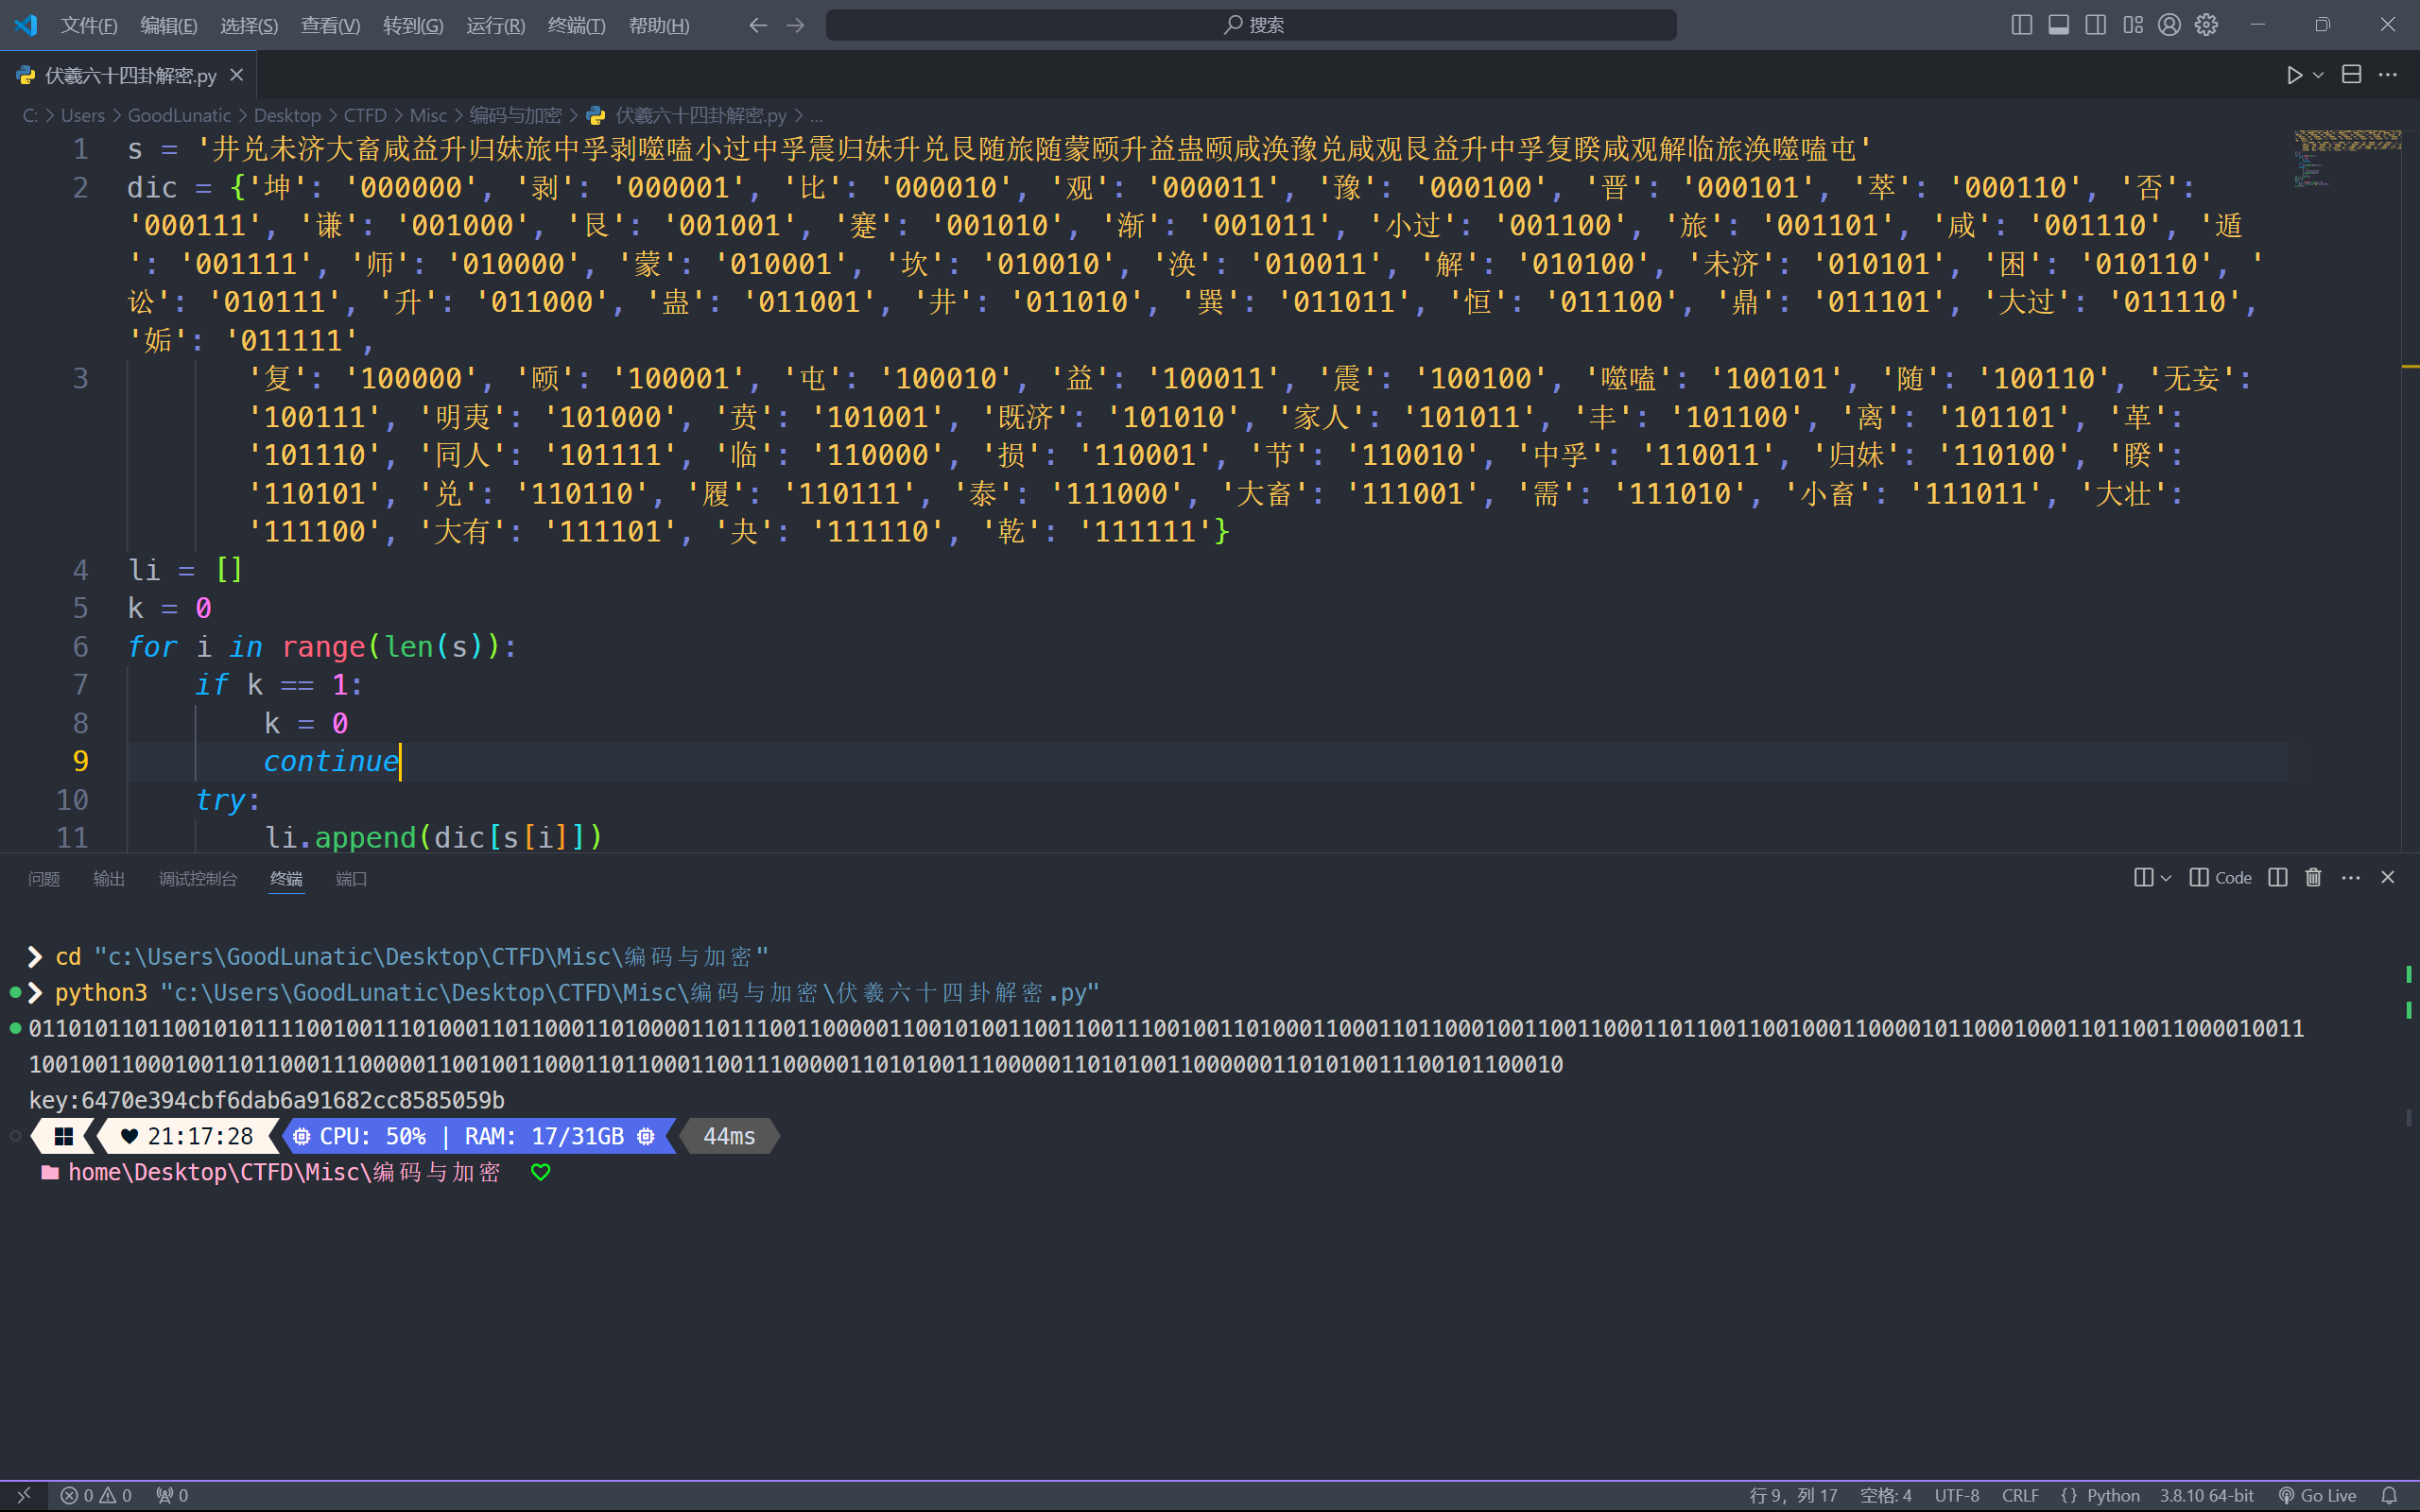 文件(F) 编辑(E) 选择(S) 查看(V) 转到(G) 运行(R) 终端(T) 帮助(H) 搜索
伏羲六十四卦解密.py
C: > Users > GoodLunatic > Desktop > CTFD > Misc > 编码与加密 > 伏羲六十四卦解密.py > ...
1 s = '井兑未济大畜咸益升归妹旅中孚剥噬嗑小过中孚震归妹升兑艮随旅随蒙颐升益蛊颐咸涣豫兑咸观艮益升中孚复睽咸观解临旅涣噬嗑屯'
2 dic = {'坤': '000000', '剥': '000001', '比': '000010', '观': '000011', '豫': '000100', '晋': '000101', '萃': '000110', '否':
'000111', '谦': '001000', '艮': '001001', '蹇': '001010', '渐': '001011', '小过': '001100', '旅': '001101', '咸': '001110', '遁
': '001111', '师': '010000', '蒙': '010001', '坎': '010010', '涣': '010011', '解': '010100', '未济': '010101', '困': '010110', '
讼': '010111', '升': '011000', '蛊': '011001', '井': '011010', '巽': '011011', '恒': '011100', '鼎': '011101', '大过': '011110',
'姤': '011111',
3 '复': '100000', '颐': '100001', '屯': '100010', '益': '100011', '震': '100100', '噬嗑': '100101', '随': '100110', '无妄':
'100111', '明夷': '101000', '贲': '101001', '既济': '101010', '家人': '101011', '丰': '101100', '离': '101101', '革':
'101110', '同人': '101111', '临': '110000', '损': '110001', '节': '110010', '中孚': '110011', '归妹': '110100', '睽':
'110101', '兑': '110110', '履': '110111', '泰': '111000', '大畜': '111001', '需': '111010', '小畜': '111011', '大壮':
'111100', '大有': '111101', '夬': '111110', '乾': '111111'}
4 li = []
5 k = 0
6 for i in range(len(s)):
7 if k == 1:
8 k = 0
9 continue
10 try:
11 li.append(dic[s[i]])
问题 输出 调试控制台 终端 端口 Code
cd "c:\Users\GoodLunatic\Desktop\CTFD\Misc\编码与加密"
python3 "c:\Users\GoodLunatic\Desktop\CTFD\Misc\编码与加密\伏羲六十四卦解密.py"
0110101101100101011110010011101000110110001101000011011100110000011001010011001100111001001101000110001101100010011001100011011001100100011000010110001000110110011000010011
10010011000100110110001110000011001001100011011000110011100000110101001110000011010100110000001101010011100101100010
key:6470e394cbf6dab6a91682cc8585059b
21:17:28 CPU: 50% | RAM: 17/31GB 44ms
home\Desktop\CTFD\Misc\编码与加密
0 0 0 行 9，列 17 空格: 4 UTF-8 CRLF {} Python 3.8.10 64-bit Go Live